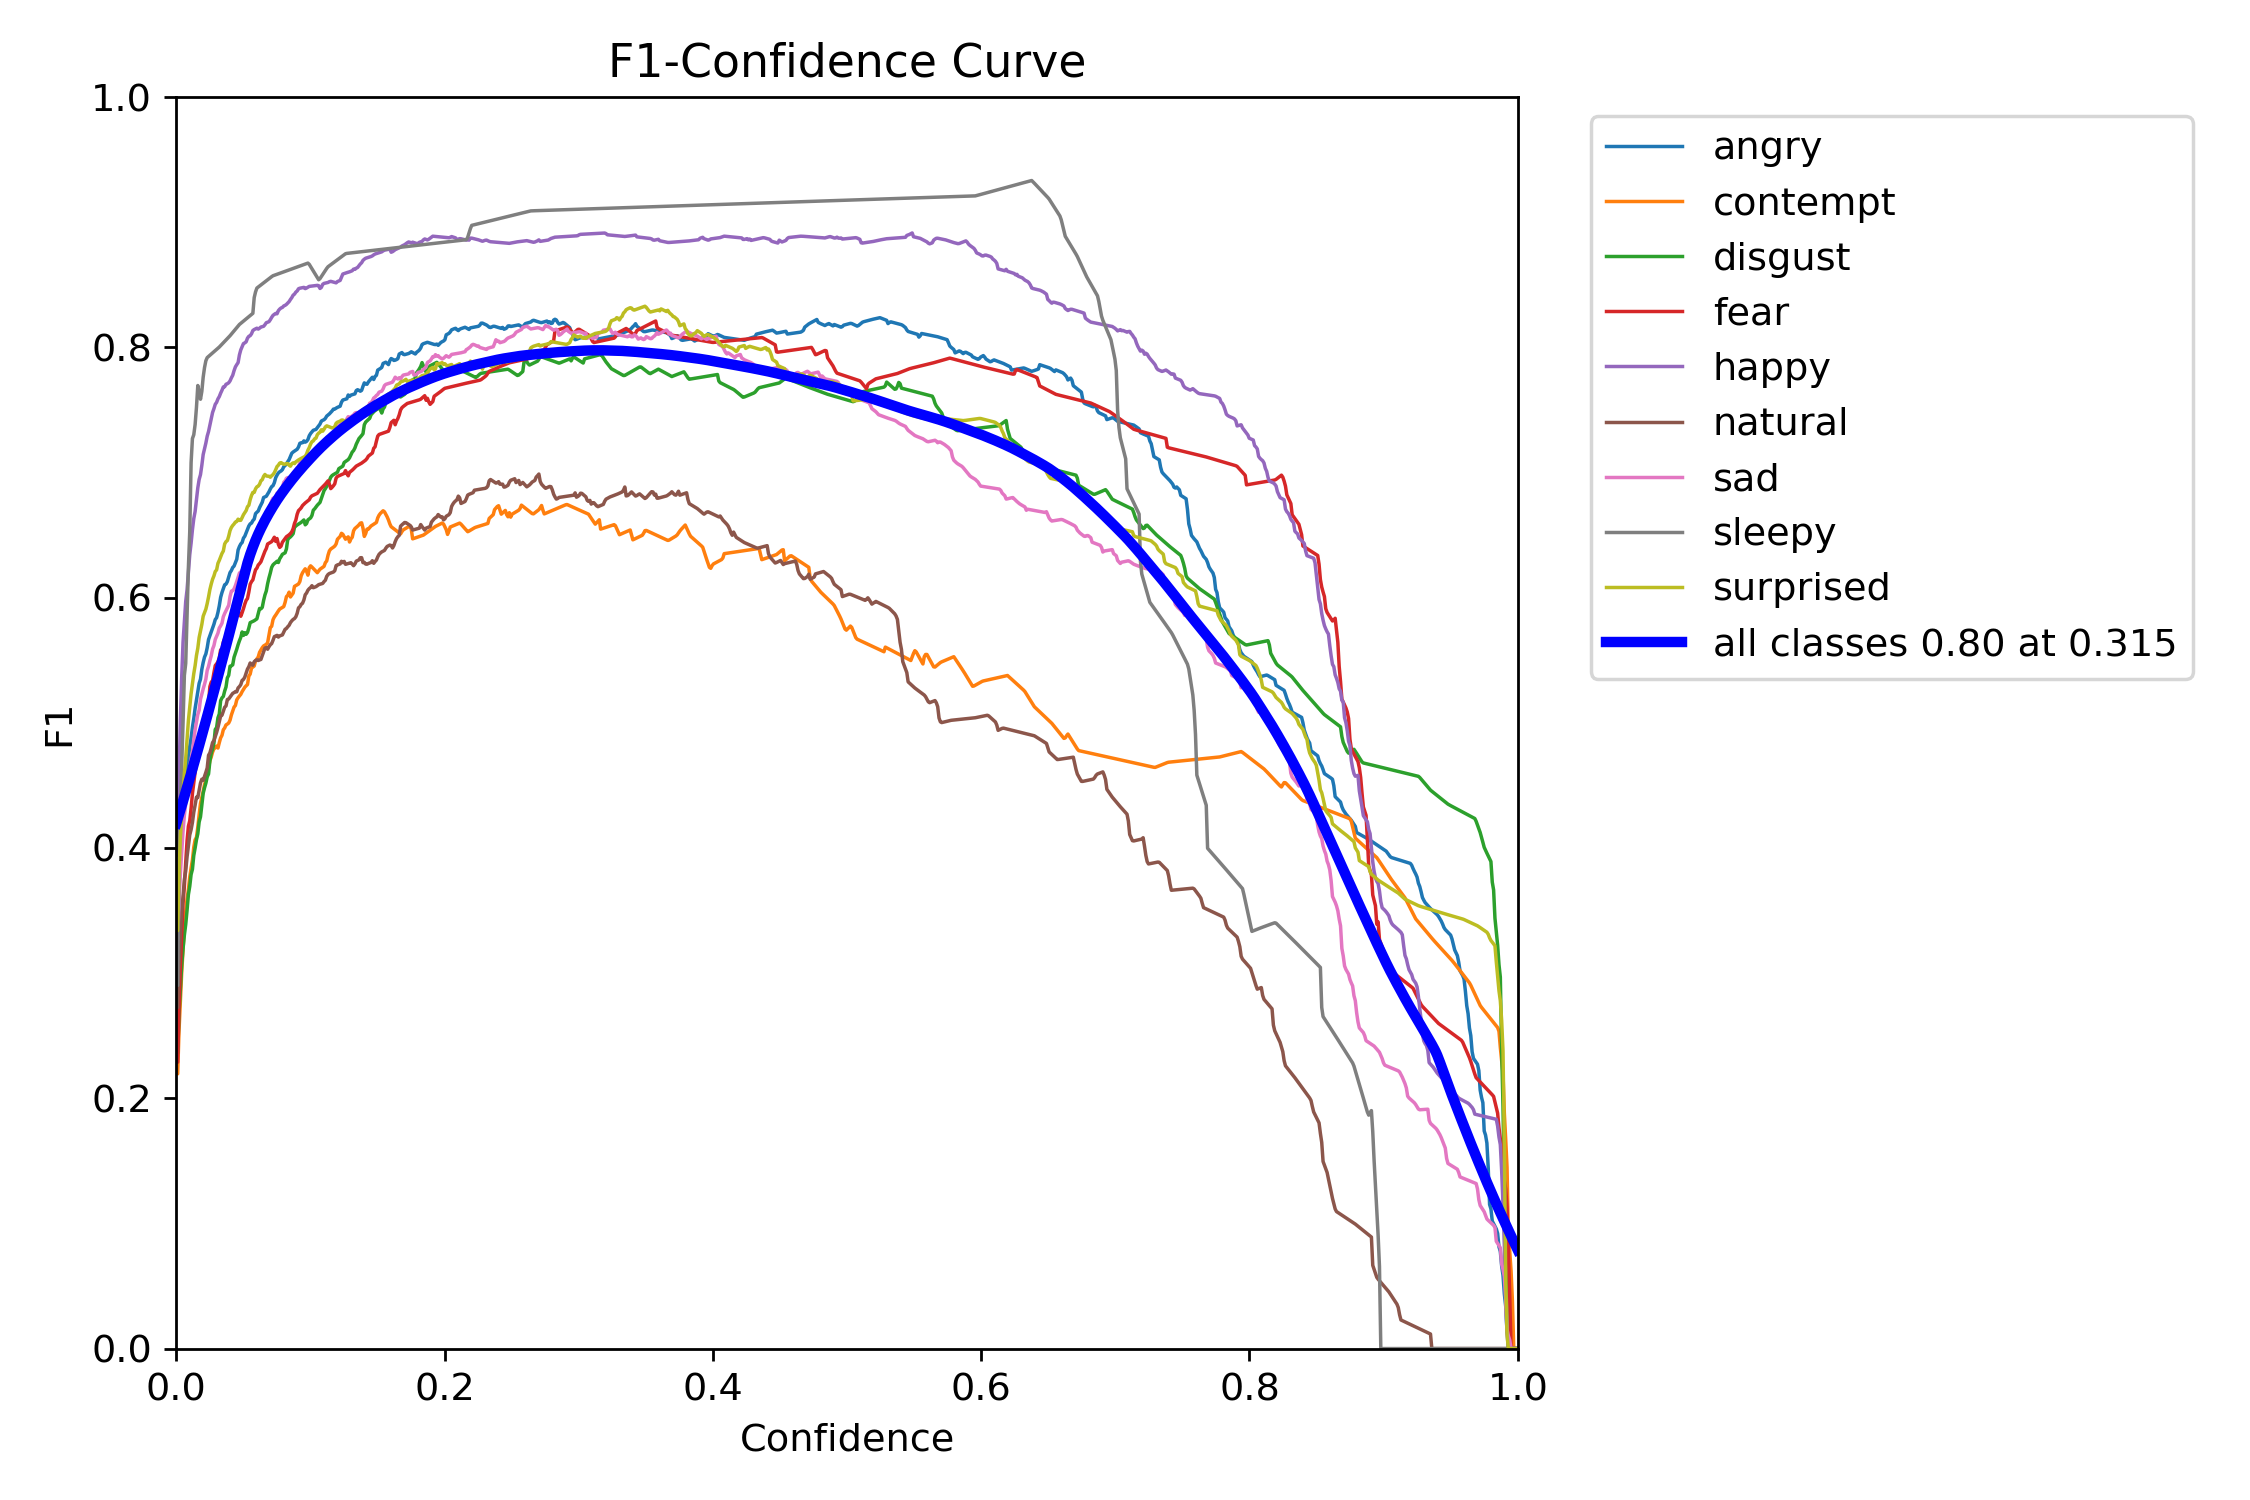 F1-Confidence Curve
1.0
0.8
0.6
0.4
0.2
0.0
F1
0.0 0.2 0.4 0.6 0.8 1.0
Confidence
angry
contempt
disgust
fear
happy
natural
sad
sleepy
surprised
all classes 0.80 at 0.315